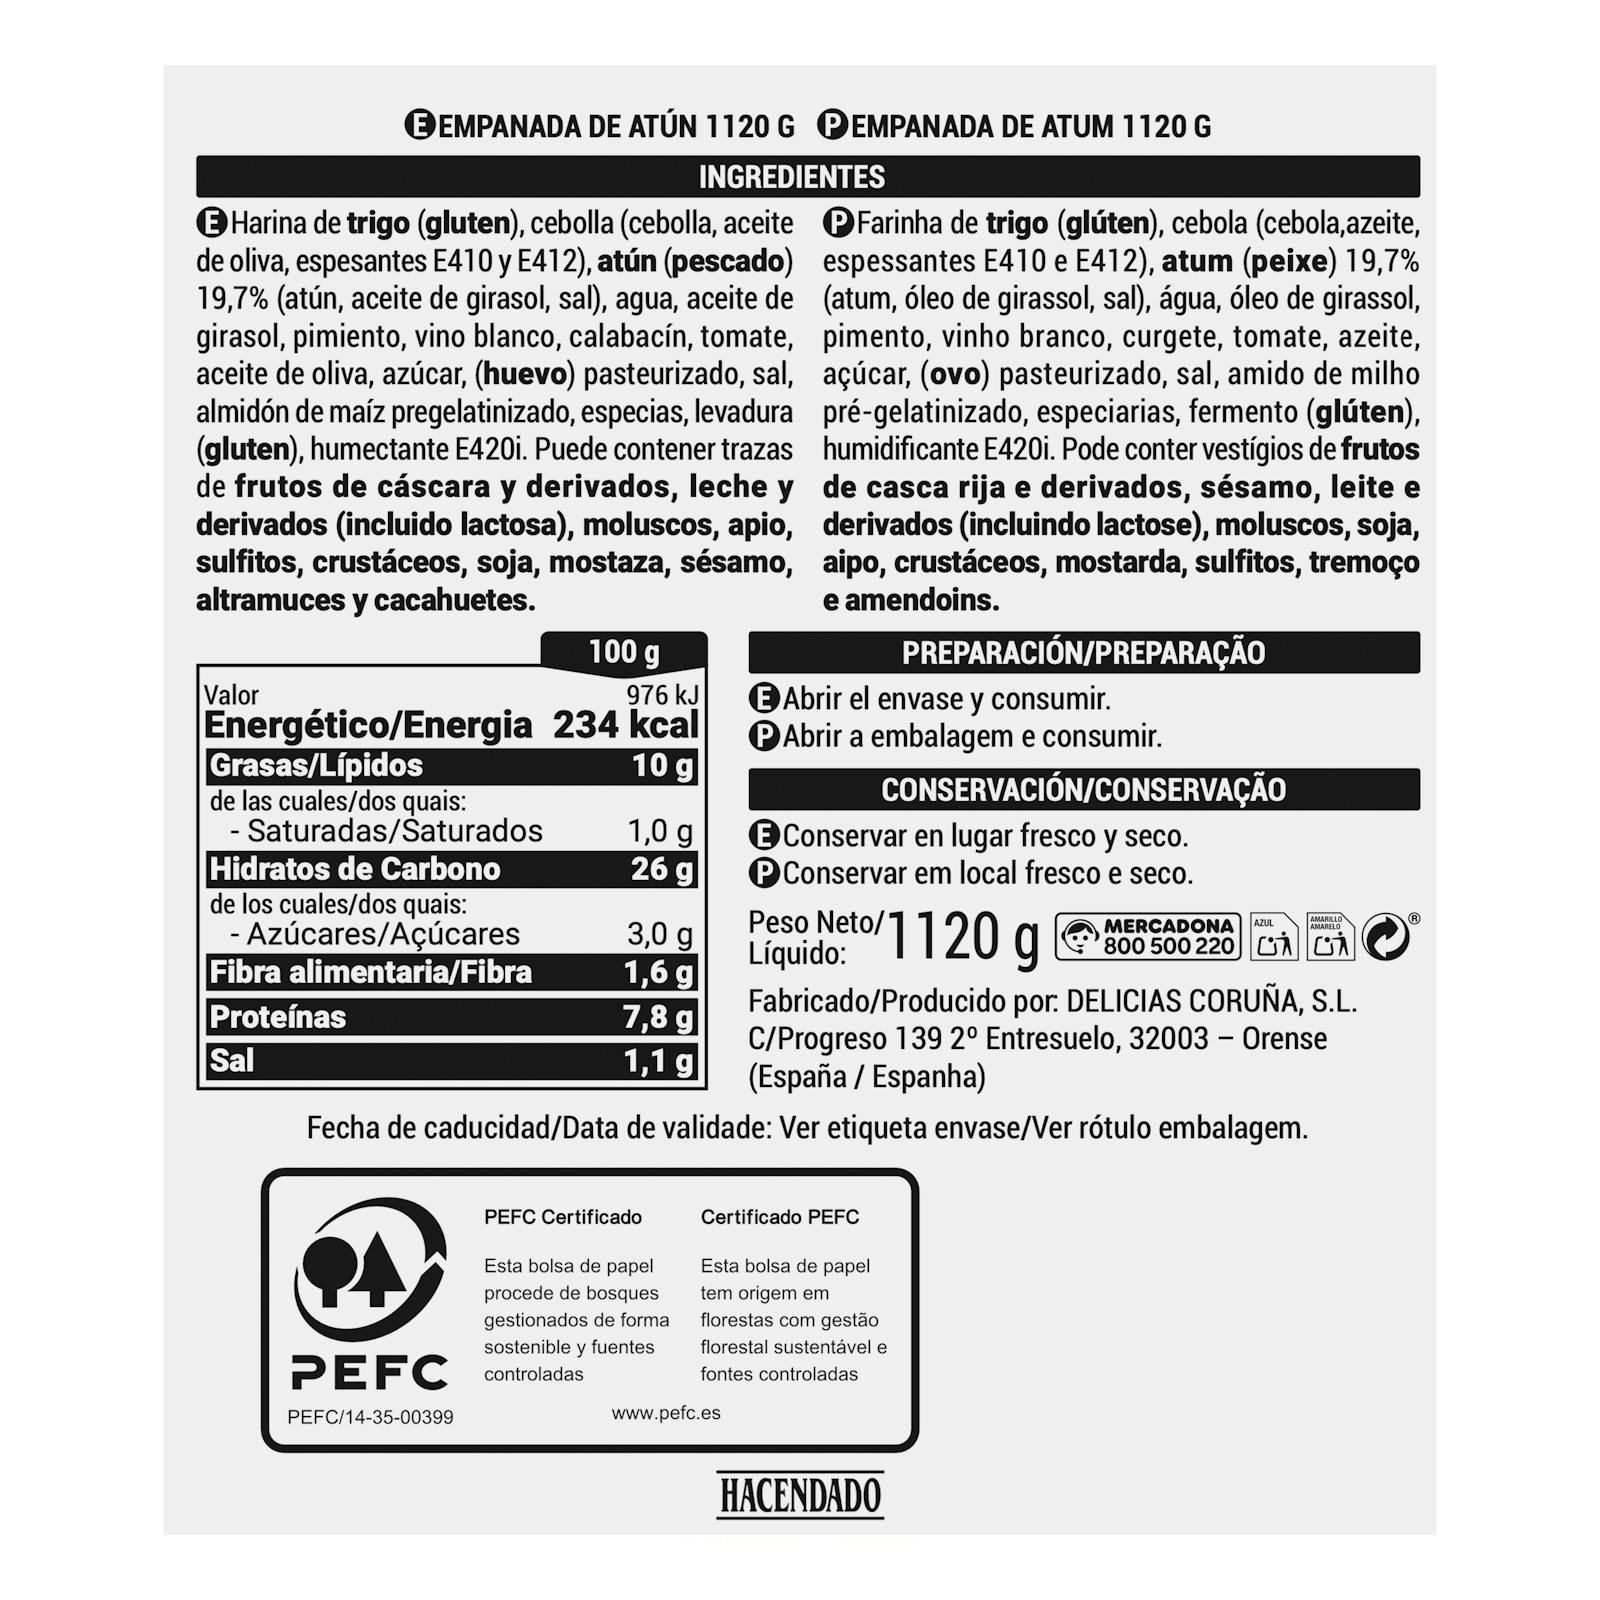 E EMPANADA DE ATÚN 1120 G P EMPANADA DE ATUM 1120 G
INGREDIENTES
E Harina de trigo (gluten), cebolla (cebolla, aceite
de oliva, espesantes E410 y E412), atún (pescado)
19,7% (atún, aceite de girasol, sal), agua, aceite de
girasol, pimiento, vino blanco, calabacín, tomate,
aceite de oliva, azúcar, (huevo) pasteurizado, sal,
almidón de maíz pregelatinizado, especias, levadura
(gluten), humectante E420i. Puede contener trazas
de frutos de cáscara y derivados, leche y
derivados (incluido lactosa), moluscos, apio,
sulfitos, crustáceos, soja, mostaza, sésamo,
altramuces y cacahuetes.
P Farinha de trigo (glúten), cebola (cebola,azeite,
espessantes E410 e E412), atum (peixe) 19,7%
(atum, óleo de girassol, sal), água, óleo de girassol,
pimento, vinho branco, curgete, tomate, azeite,
açúcar, (ovo) pasteurizado, sal, amido de milho
pré-gelatinizado, especiarias, fermento (glúten),
humidificante E420i. Pode conter vestígios de frutos
de casca rija e derivados, sésamo, leite e
derivados (incluindo lactose), moluscos, soja,
aipo, crustáceos, mostarda, sulfitos, tremoço
e amendoins.
100 g
Valor 976 kJ
Energético/Energia 234 kcal
Grasas/Lípidos 10 g
de las cuales/dos quais:
- Saturadas/Saturados 1,0 g
Hidratos de Carbono 26 g
de los cuales/dos quais:
- Azúcares/Açúcares 3,0 g
Fibra alimentaria/Fibra 1,6 g
Proteínas 7,8 g
Sal 1,1 g
PREPARACIÓN/PREPARAÇÃO
E Abrir el envase y consumir.
P Abrir a embalagem e consumir.
CONSERVACIÓN/CONSERVAÇÃO
E Conservar en lugar fresco y seco.
P Conservar em local fresco e seco.
Peso Neto/
Líquido: 1120 g
MERCADONA
800 500 220
AZUL
AMARILLO
AMARELO
®
Fabricado/Producido por: DELICIAS CORUÑA, S.L.
C/Progreso 139 2º Entresuelo, 32003 – Orense
(España / Espanha)
Fecha de caducidad/Data de validade: Ver etiqueta envase/Ver rótulo embalagem.
PEFC
PEFC/14-35-00399
PEFC Certificado
Esta bolsa de papel
procede de bosques
gestionados de forma
sostenible y fuentes
controladas
Certificado PEFC
Esta bolsa de papel
tem origem em
florestas com gestão
florestal sustentável e
fontes controladas
www.pefc.es
HACENDADO